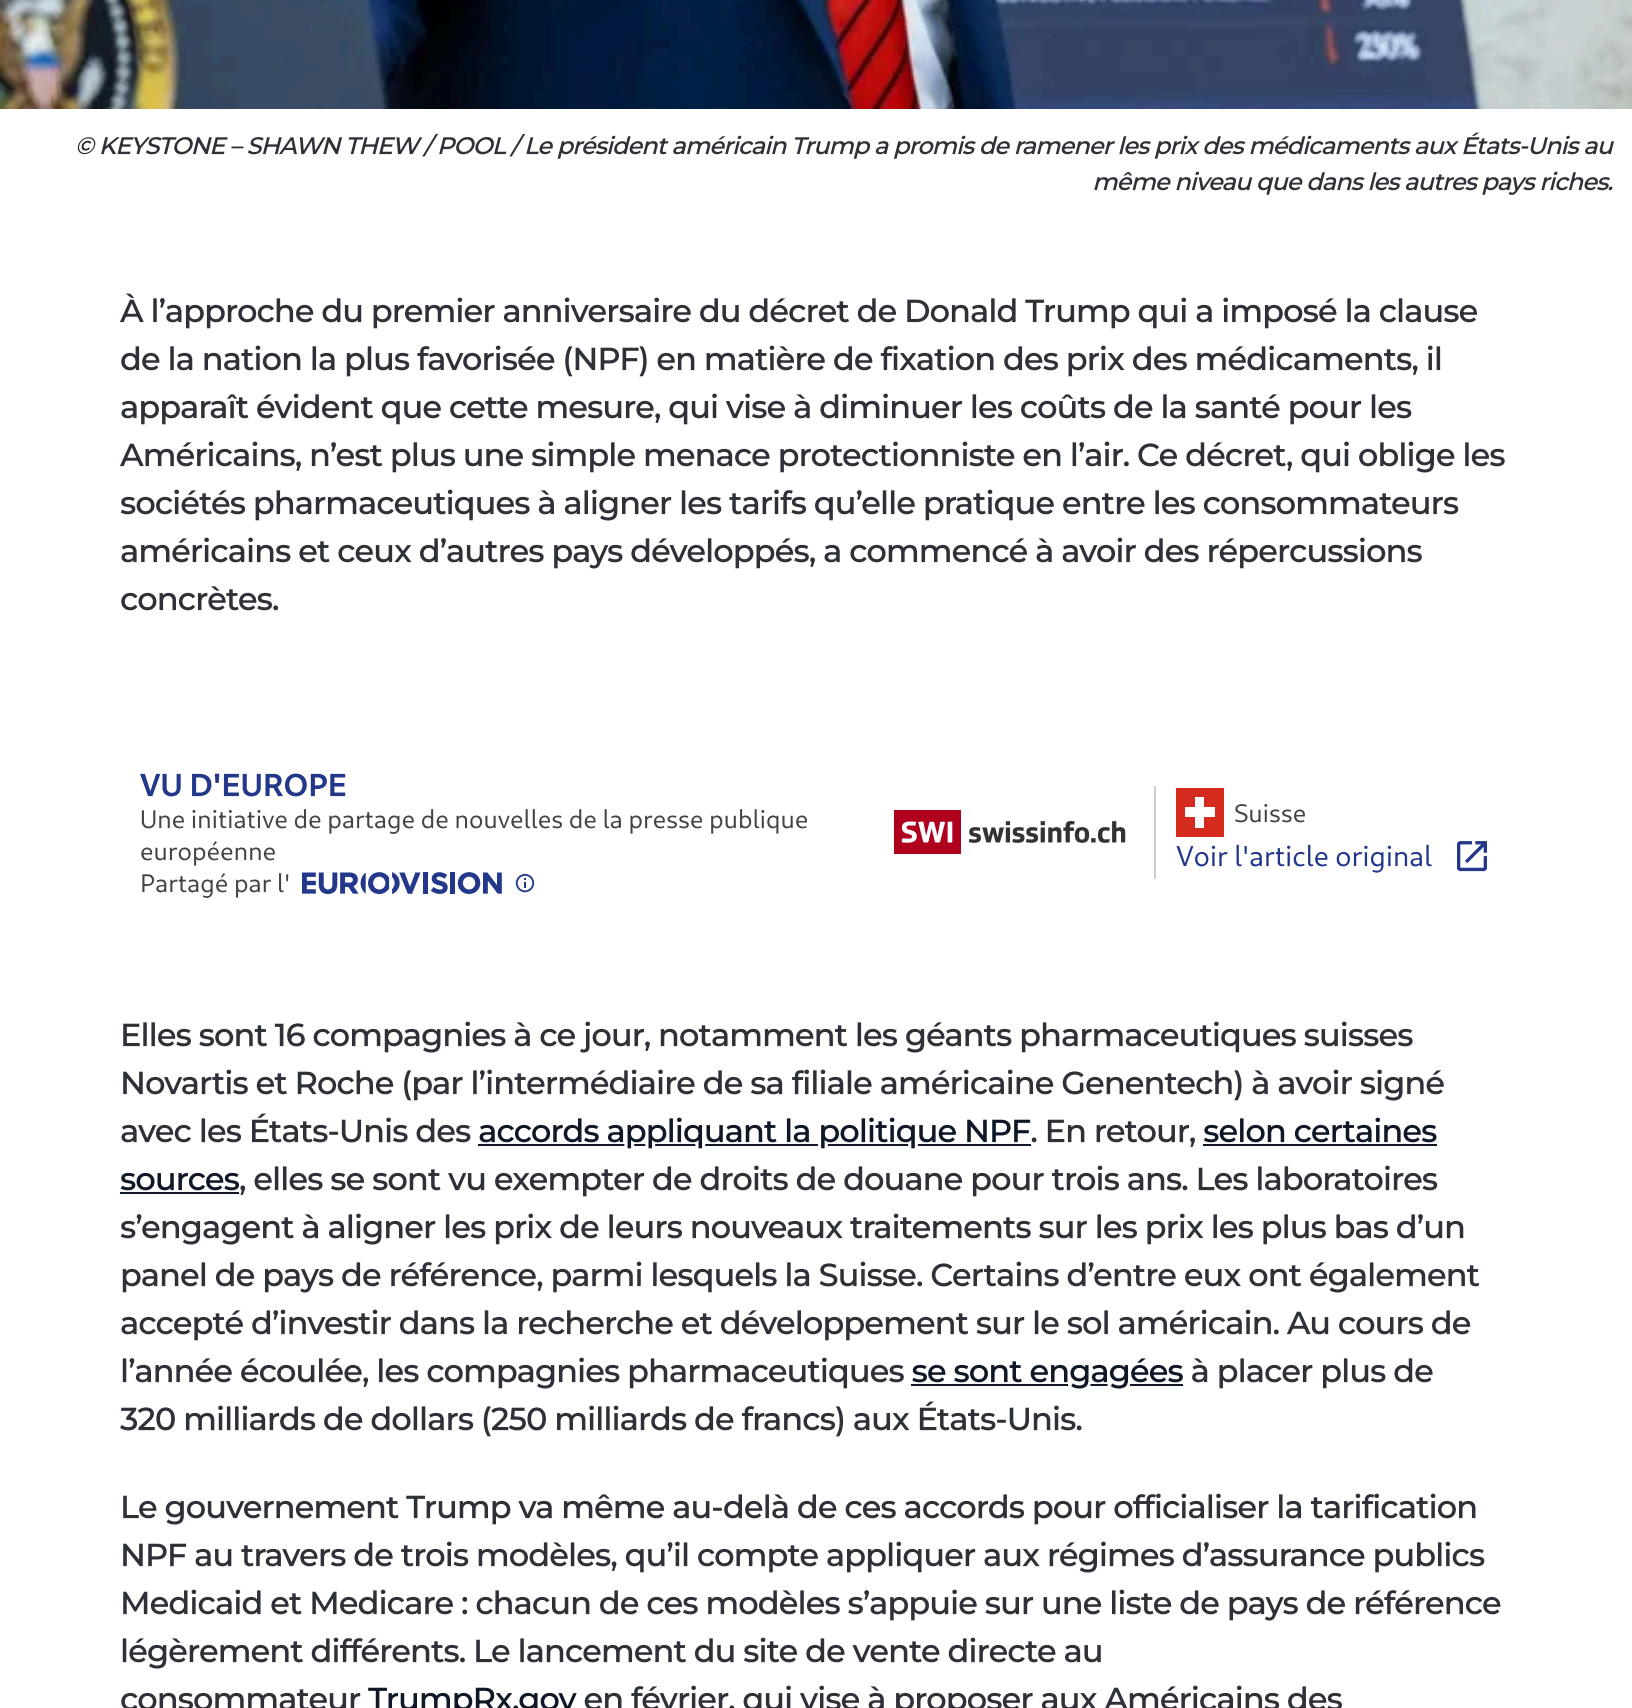 230%
© KEYSTONE – SHAWN THEW / POOL / Le président américain Trump a promis de ramener les prix des médicaments aux États-Unis au
même niveau que dans les autres pays riches.
À l’approche du premier anniversaire du décret de Donald Trump qui a imposé la clause
de la nation la plus favorisée (NPF) en matière de fixation des prix des médicaments, il
apparaît évident que cette mesure, qui vise à diminuer les coûts de la santé pour les
Américains, n’est plus une simple menace protectionniste en l’air. Ce décret, qui oblige les
sociétés pharmaceutiques à aligner les tarifs qu’elle pratique entre les consommateurs
américains et ceux d’autres pays développés, a commencé à avoir des répercussions
concrètes.
VU D'EUROPE
Une initiative de partage de nouvelles de la presse publique
européenne
Partagé par l' EUROVISION
SWI swissinfo.ch
Suisse
Voir l'article original
Elles sont 16 compagnies à ce jour, notamment les géants pharmaceutiques suisses
Novartis et Roche (par l’intermédiaire de sa filiale américaine Genentech) à avoir signé
avec les États-Unis des accords appliquant la politique NPF. En retour, selon certaines
sources, elles se sont vu exempter de droits de douane pour trois ans. Les laboratoires
s’engagent à aligner les prix de leurs nouveaux traitements sur les prix les plus bas d’un
panel de pays de référence, parmi lesquels la Suisse. Certains d’entre eux ont également
accepté d’investir dans la recherche et développement sur le sol américain. Au cours de
l’année écoulée, les compagnies pharmaceutiques se sont engagées à placer plus de
320 milliards de dollars (250 milliards de francs) aux États-Unis.
Le gouvernement Trump va même au-delà de ces accords pour officialiser la tarification
NPF au travers de trois modèles, qu’il compte appliquer aux régimes d’assurance publics
Medicaid et Medicare : chacun de ces modèles s’appuie sur une liste de pays de référence
légèrement différents. Le lancement du site de vente directe au
consommateur TrumpRx.gov en février, qui vise à proposer aux Américains des